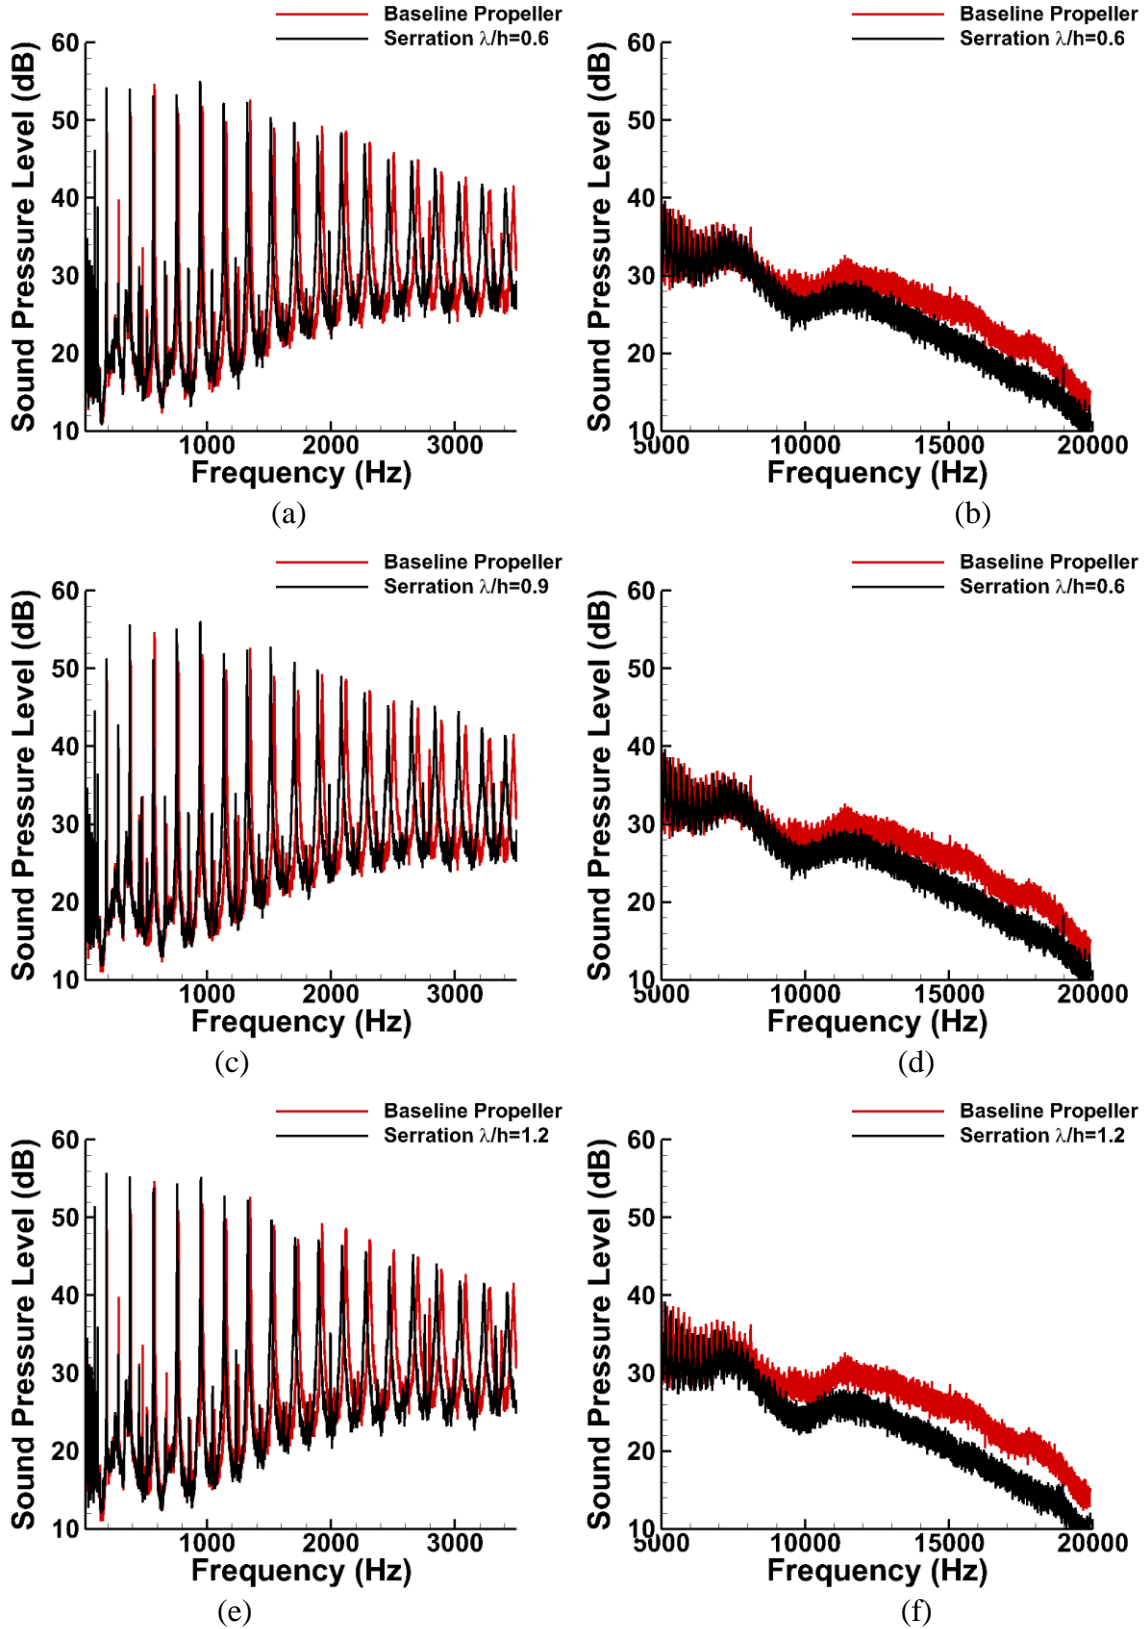 Baseline Propeller
Serration λ/h=0.6
Sound Pressure Level (dB)
60
50
40
30
20
10
1000 2000 3000
Frequency (Hz)
(a)
Baseline Propeller
Serration λ/h=0.6
Sound Pressure Level (dB)
60
50
40
30
20
10
5000 10000 15000 20000
Frequency (Hz)
(b)
Baseline Propeller
Serration λ/h=0.9
Sound Pressure Level (dB)
60
50
40
30
20
10
1000 2000 3000
Frequency (Hz)
(c)
Baseline Propeller
Serration λ/h=0.6
Sound Pressure Level (dB)
60
50
40
30
20
10
5000 10000 15000 20000
Frequency (Hz)
(d)
Baseline Propeller
Serration λ/h=1.2
Sound Pressure Level (dB)
60
50
40
30
20
10
1000 2000 3000
Frequency (Hz)
(e)
Baseline Propeller
Serration λ/h=1.2
Sound Pressure Level (dB)
60
50
40
30
20
10
5000 10000 15000 20000
Frequency (Hz)
(f)